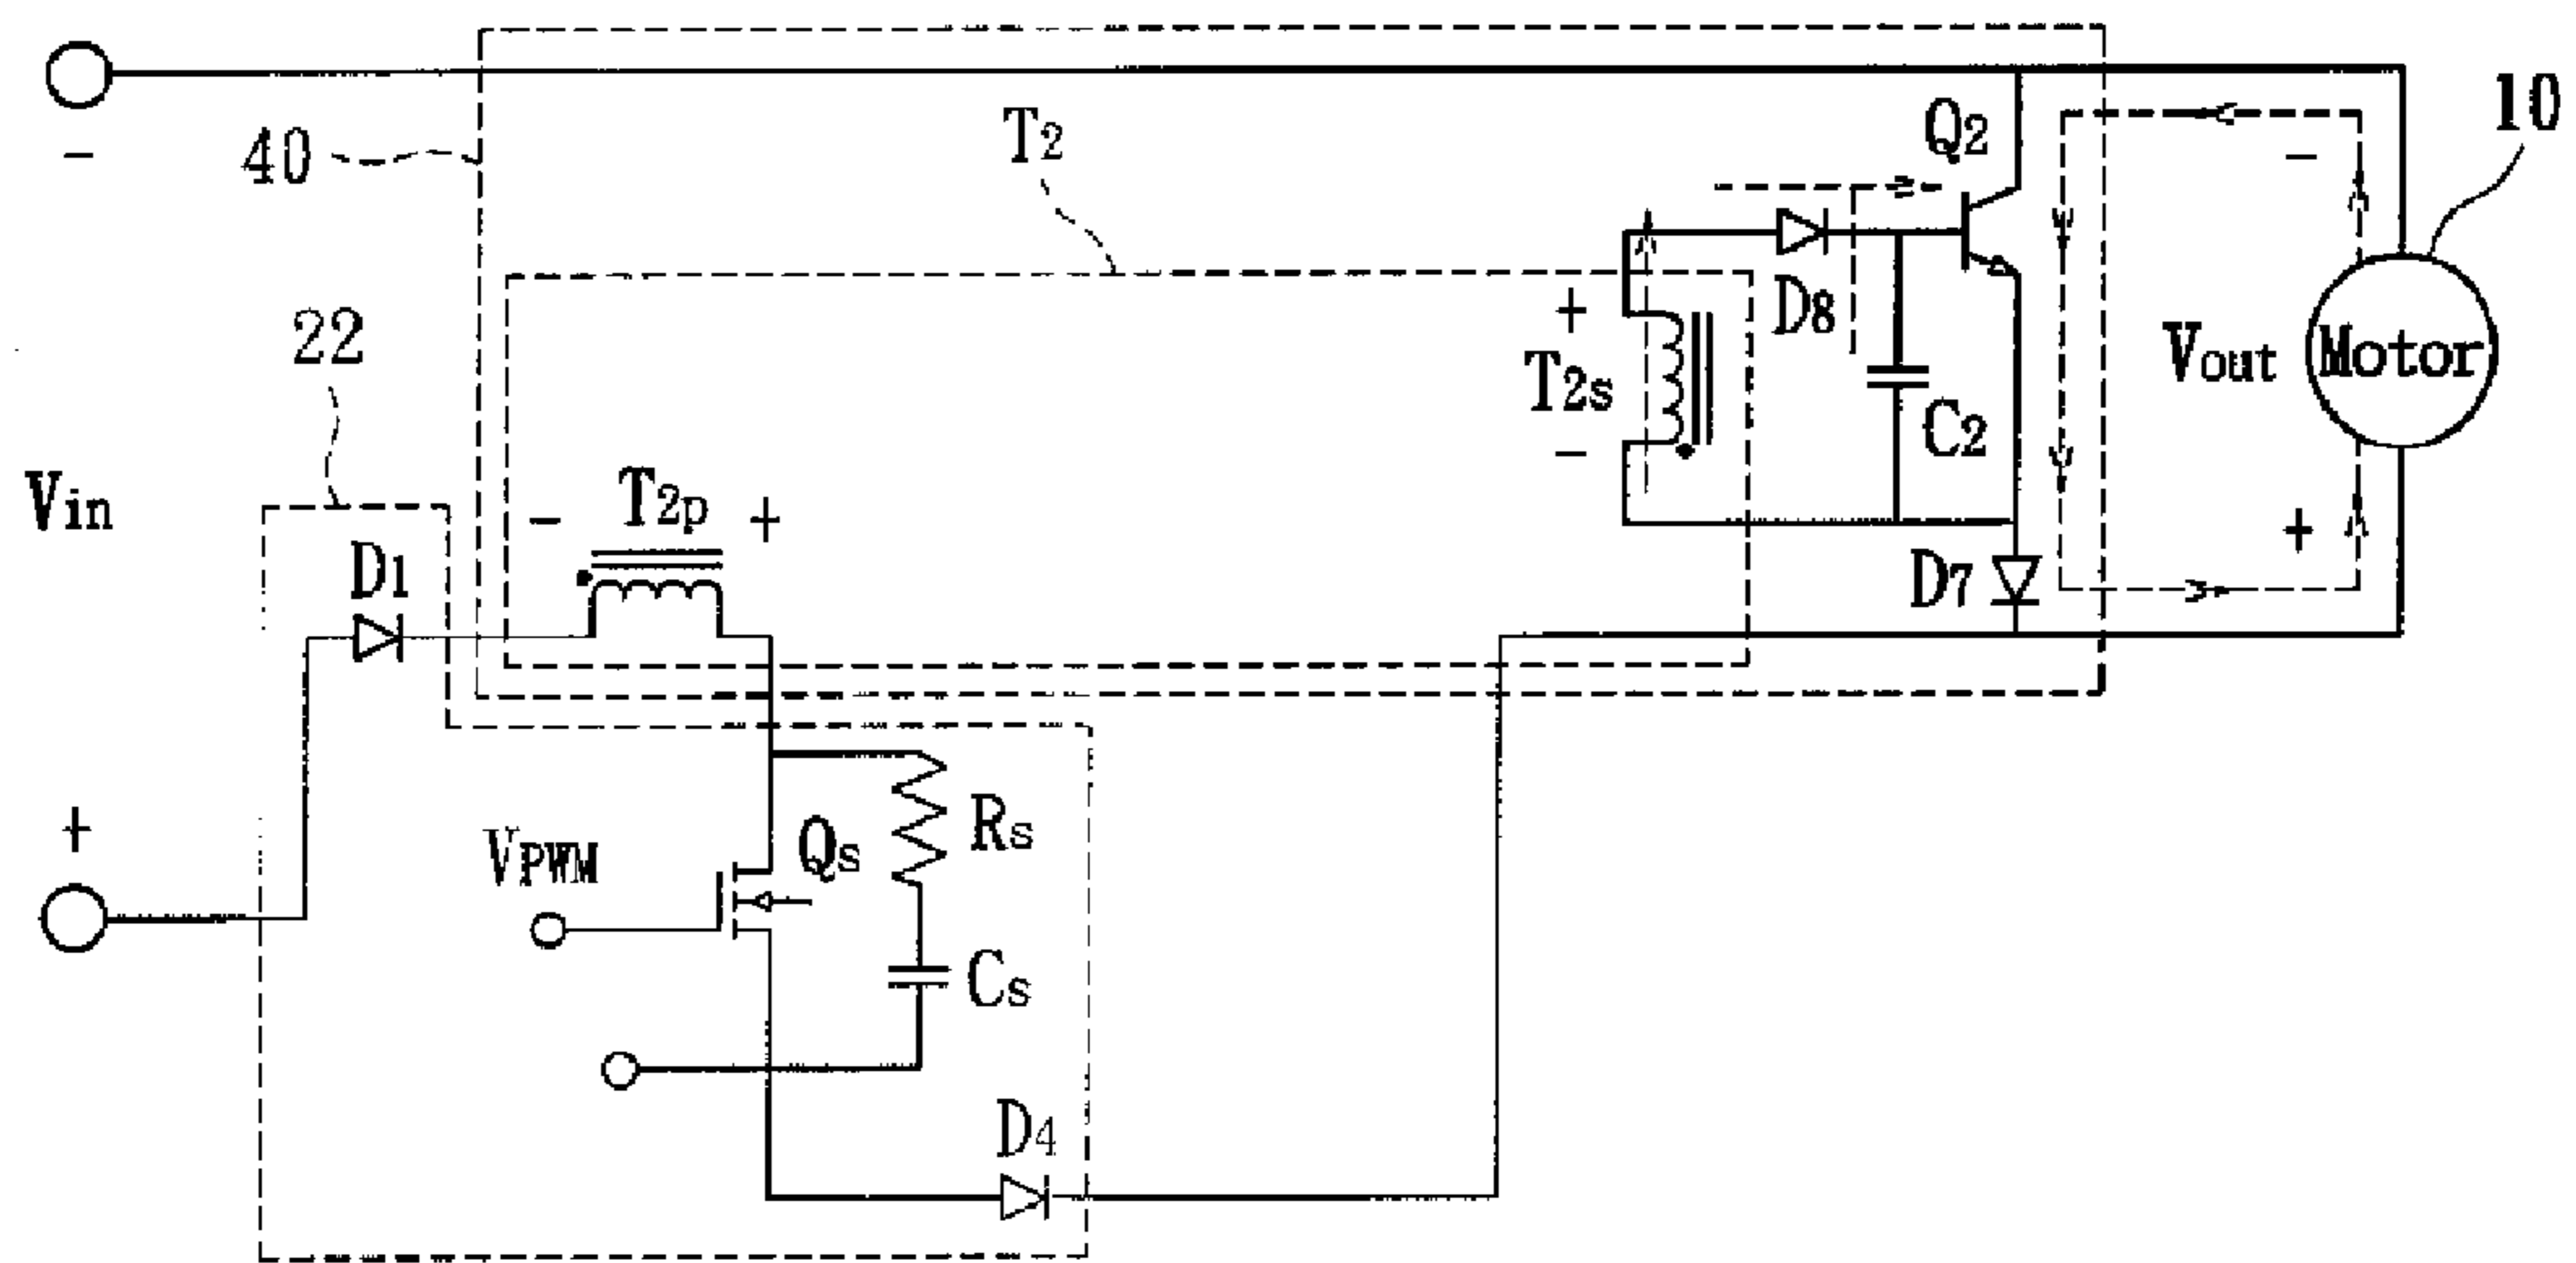 -
40
T2
Q2
-
10
22
+
D8
Vout
Motor
T2s
C2
-
Vin
T2p
-
+
D1
+
D7
+
VPWM
Qs
Rs
Cs
D4